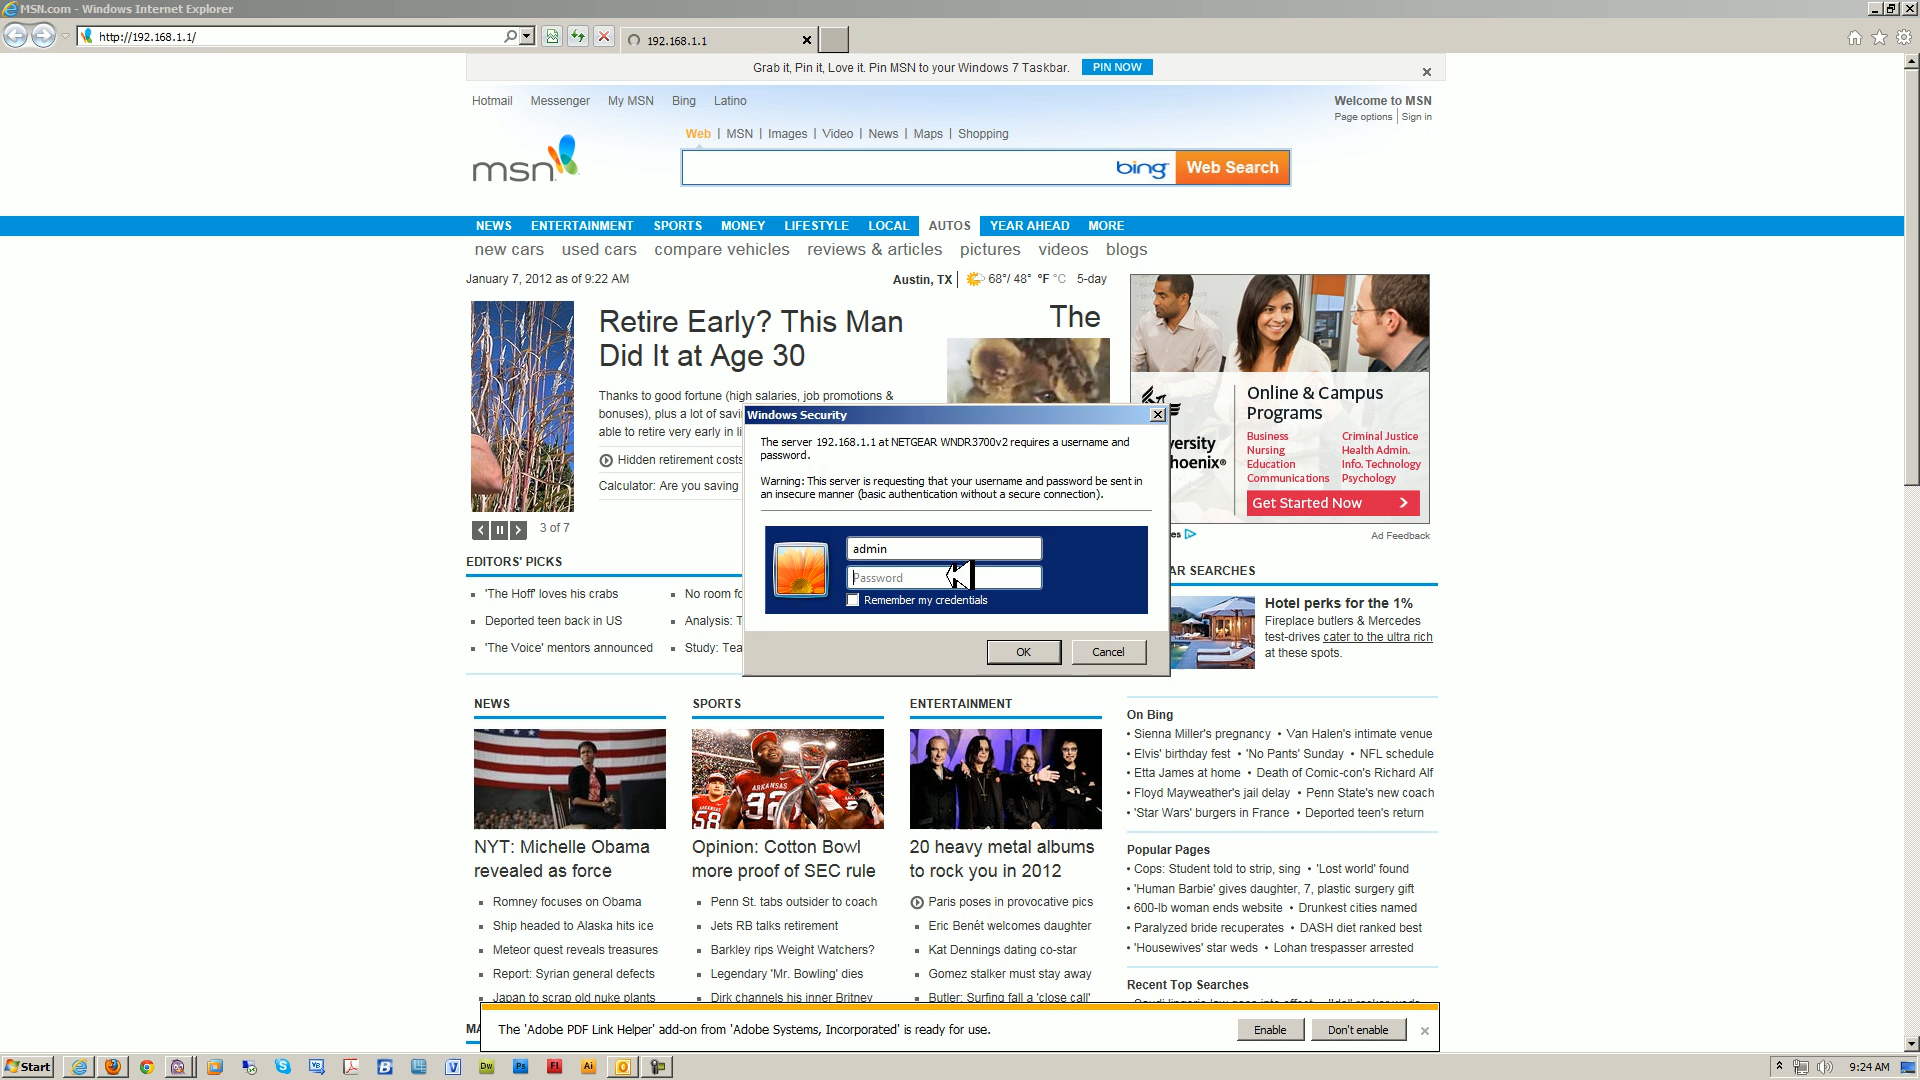 MSN.com - Windows Internet Explorer
http://192.168.1.1/
192.168.1.1
Grab it, Pin it, Love it. Pin MSN to your Windows 7 Taskbar. PIN NOW
Hotmail Messenger My MSN Bing Latino
Welcome to MSN
Page options Sign in
Web | MSN | Images | Video | News | Maps | Shopping
msn
bing Web Search
NEWS ENTERTAINMENT SPORTS MONEY LIFESTYLE LOCAL AUTOS YEAR AHEAD MORE
new cars used cars compare vehicles reviews & articles pictures videos blogs
January 7, 2012 as of 9:22 AM
Austin, TX 68°/ 48° °F °C 5-day
Retire Early? This Man
Did It at Age 30
Thanks to good fortune (high salaries, job promotions &
bonuses), plus a lot of
able to retire very early in
Hidden retirement costs
Calculator: Are you saving
The
3 of 7
Online & Campus
Programs
Business
Nursing
Education
Communications
Criminal Justice
Health Admin.
Info. Technology
Psychology
Get Started Now
Ad Feedback
Windows Security
The server 192.168.1.1 at NETGEAR WNDR3700v2 requires a username and
password.
Warning: This server is requesting that your username and password be sent in
an insecure manner (basic authentication without a secure connection).
admin
Password
Remember my credentials
OK Cancel
EDITORS' PICKS
'The Hoff' loves his crabs
Deported teen back in US
'The Voice' mentors announced
No room
Analysis:
Study:
SEARCHES
Hotel perks for the 1%
Fireplace butlers & Mercedes
test-drives cater to the ultra rich
at these spots.
NEWS
NYT: Michelle Obama
revealed as force
Romney focuses on Obama
Ship headed to Alaska hits ice
Meteor quest reveals treasures
Report: Syrian general defects
Japan to scrap old nuke plants
SPORTS
ARKANSAS
58
ARKANSAS
92
Opinion: Cotton Bowl
more proof of SEC rule
Penn St. tabs outsider to coach
Jets RB talks retirement
Barkley rips Weight Watchers?
Legendary 'Mr. Bowling' dies
Dirk channels his inner Britney
ENTERTAINMENT
20 heavy metal albums
to rock you in 2012
Paris poses in provocative pics
Eric Benét welcomes daughter
Kat Dennings dating co-star
Gomez stalker must stay away
Butler: Surfing fall a 'close call'
On Bing
• Sienna Miller's pregnancy • Van Halen's intimate venue
• Elvis' birthday fest • 'No Pants' Sunday • NFL schedule
• Etta James at home • Death of Comic-con's Richard Alf
• Floyd Mayweather's jail delay • Penn State's new coach
• 'Star Wars' burgers in France • Deported teen's return
Popular Pages
• Cops: Student told to strip, sing • 'Lost world' found
• 'Human Barbie' gives daughter, 7, plastic surgery gift
• 600-lb woman ends website • Drunkest cities named
• Paralyzed bride recuperates • DASH diet ranked best
• 'Housewives' star weds • Lohan trespasser arrested
Recent Top Searches
The 'Adobe PDF Link Helper' add-on from 'Adobe Systems, Incorporated' is ready for use.
Enable Don't enable
Start
Dw Ps Fl Ai
9:24 AM